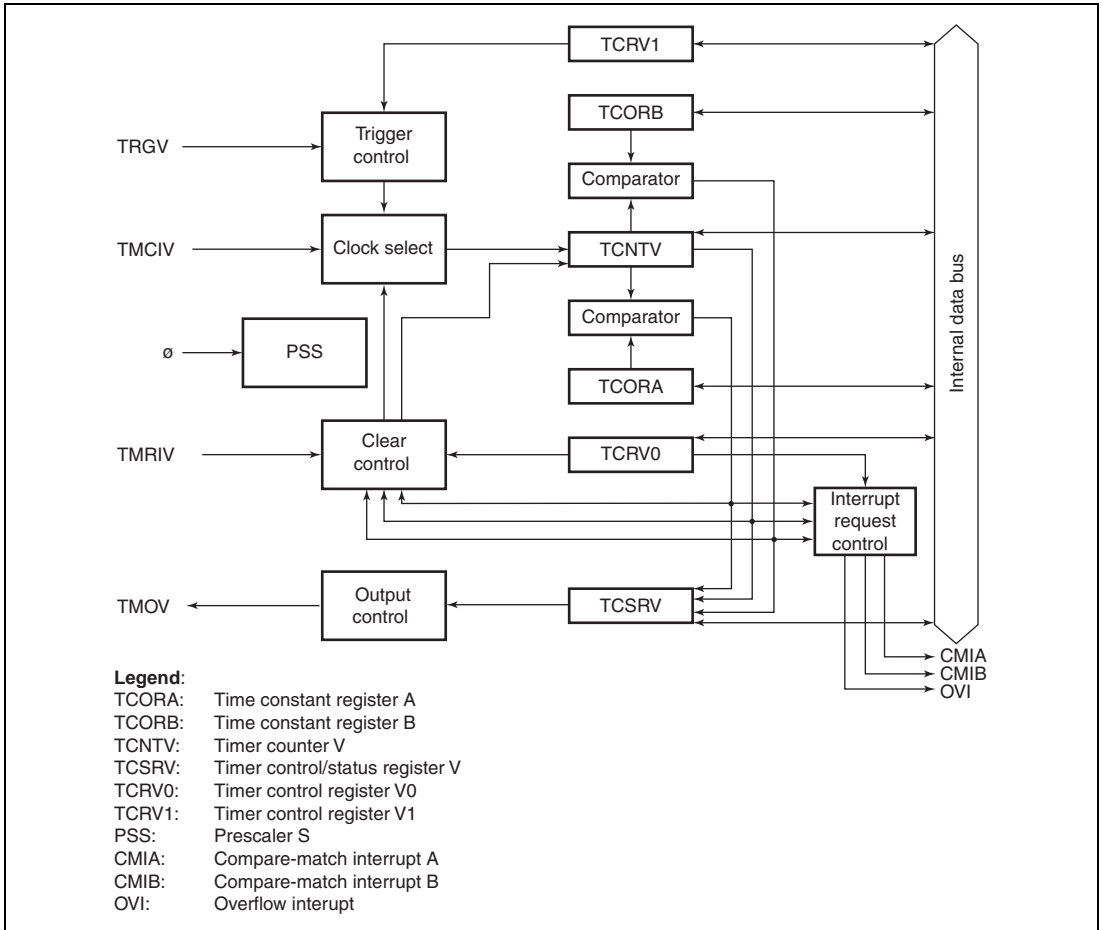 TCRV1
TCORB
Trigger
control
TRGV
Comparator
Clock select
TMCIV
TCNTV
Comparator
ø
PSS
TCORA
Internal data bus
Clear
control
TMRIV
TCRV0
Interrupt
request
control
Output
control
TMOV
TCSRV
CMIA
CMIB
OVI
Legend:
TCORA: Time constant register A
TCORB: Time constant register B
TCNTV: Timer counter V
TCSRV: Timer control/status register V
TCRV0: Timer control register V0
TCRV1: Timer control register V1
PSS: Prescaler S
CMIA: Compare-match interrupt A
CMIB: Compare-match interrupt B
OVI: Overflow interupt